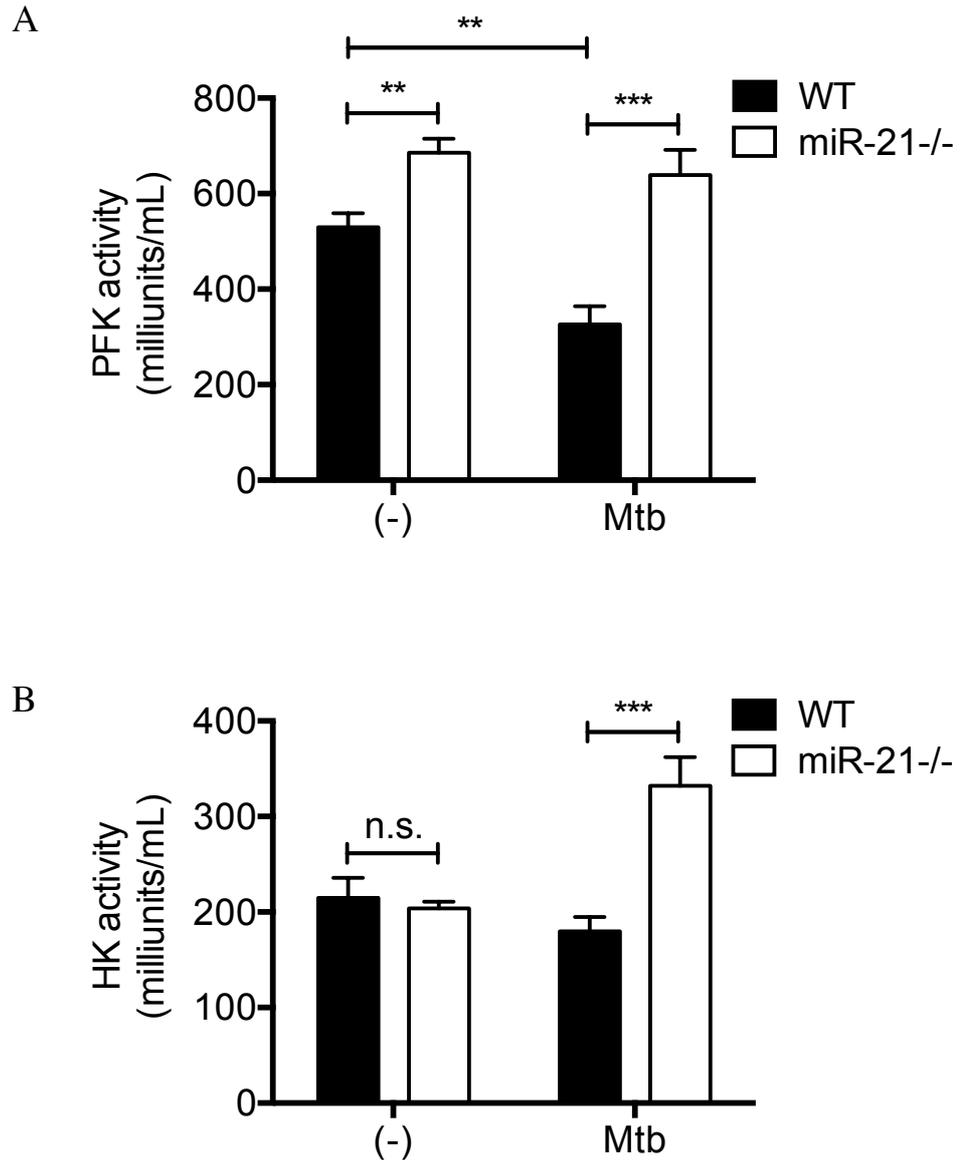 A
**
**
***
WT
miR-21-/-
800
600
400
200
0
PFK activity
(milliunits/mL)
(-)
Mtb
B
***
n.s.
WT
miR-21-/-
400
300
200
100
0
HK activity
(milliunits/mL)
(-)
Mtb